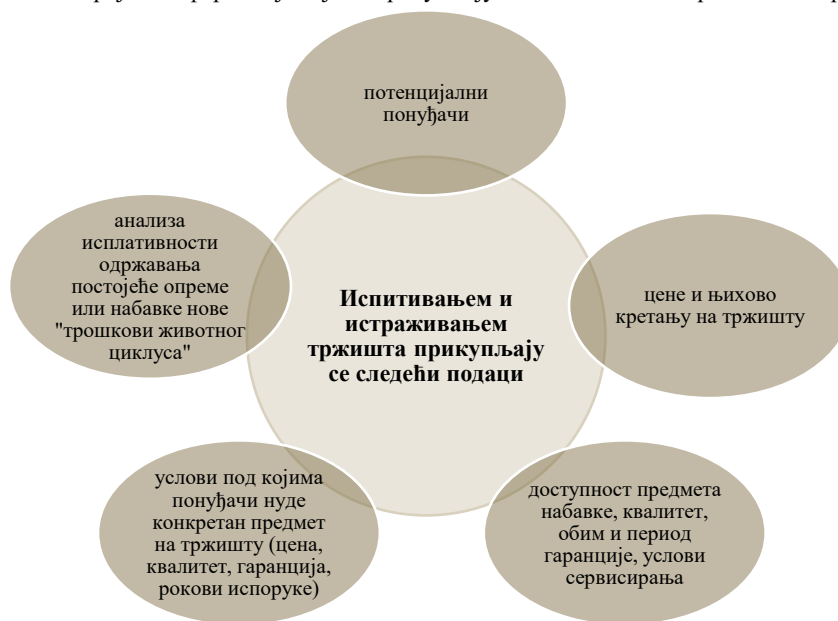 потенцијални
понуђачи
цене и њихово
кретању на тржишту
доступност предмета
набавке, квалитет,
обим и период
гаранције, услови
сервисирања
услови под којима
понуђачи нуде
конкретан предмет
на тржишту (цена,
квалитет, гаранција,
рокови испоруке)
анализа
исплативности
одржавања
постојеће опреме
или набавке нове
"трошкови животног
циклуса"
Испитивањем и
истраживањем
тржишта прикупљају
се следећи подаци